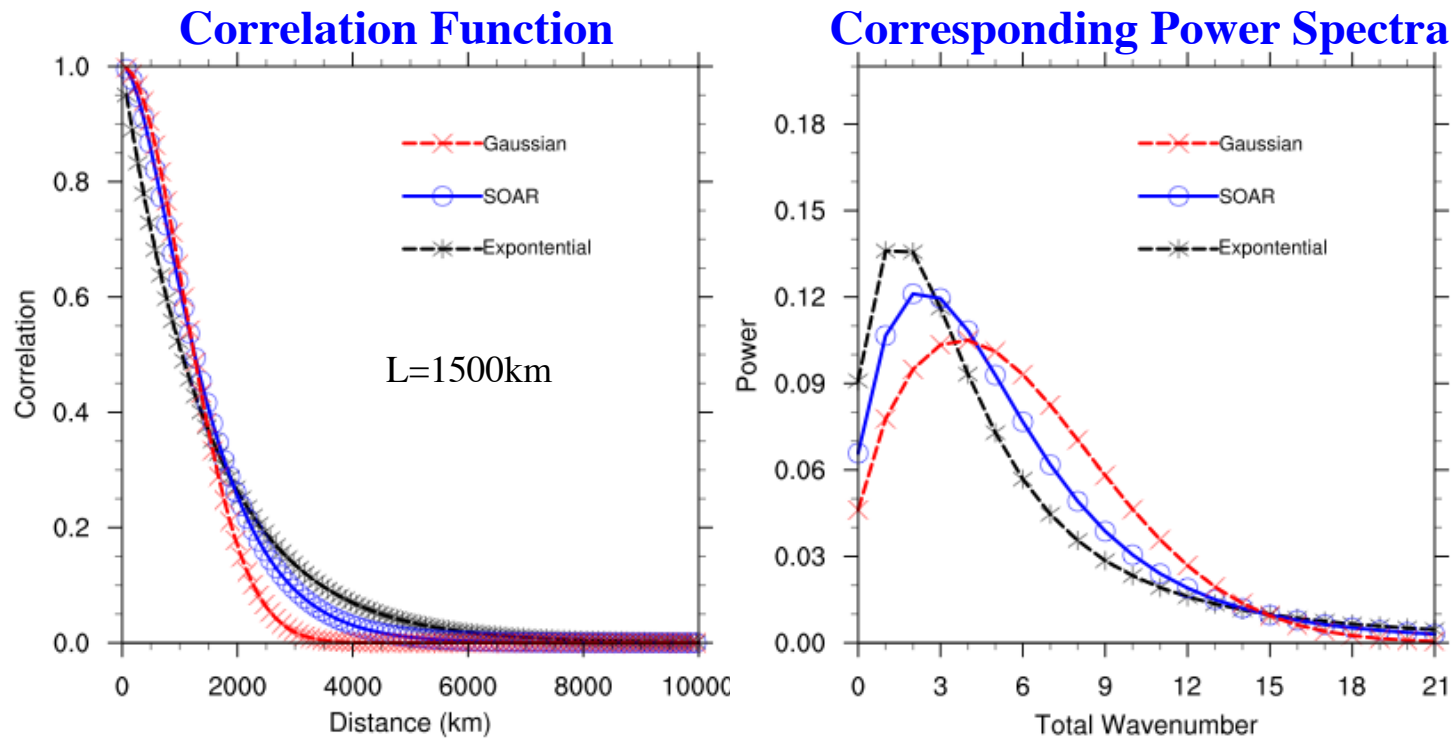 Correlation Function
1.0
0.8
0.6
0.4
0.2
0.0
Correlation
Gaussian
SOAR
Expontential
L=1500km
0 2000 4000 6000 8000 10000
Distance (km)
Corresponding Power Spectra
0.18
0.15
0.12
0.09
0.06
0.03
0.00
Power
Gaussian
SOAR
Expontential
0 3 6 9 12 15 18 21
Total Wavenumber